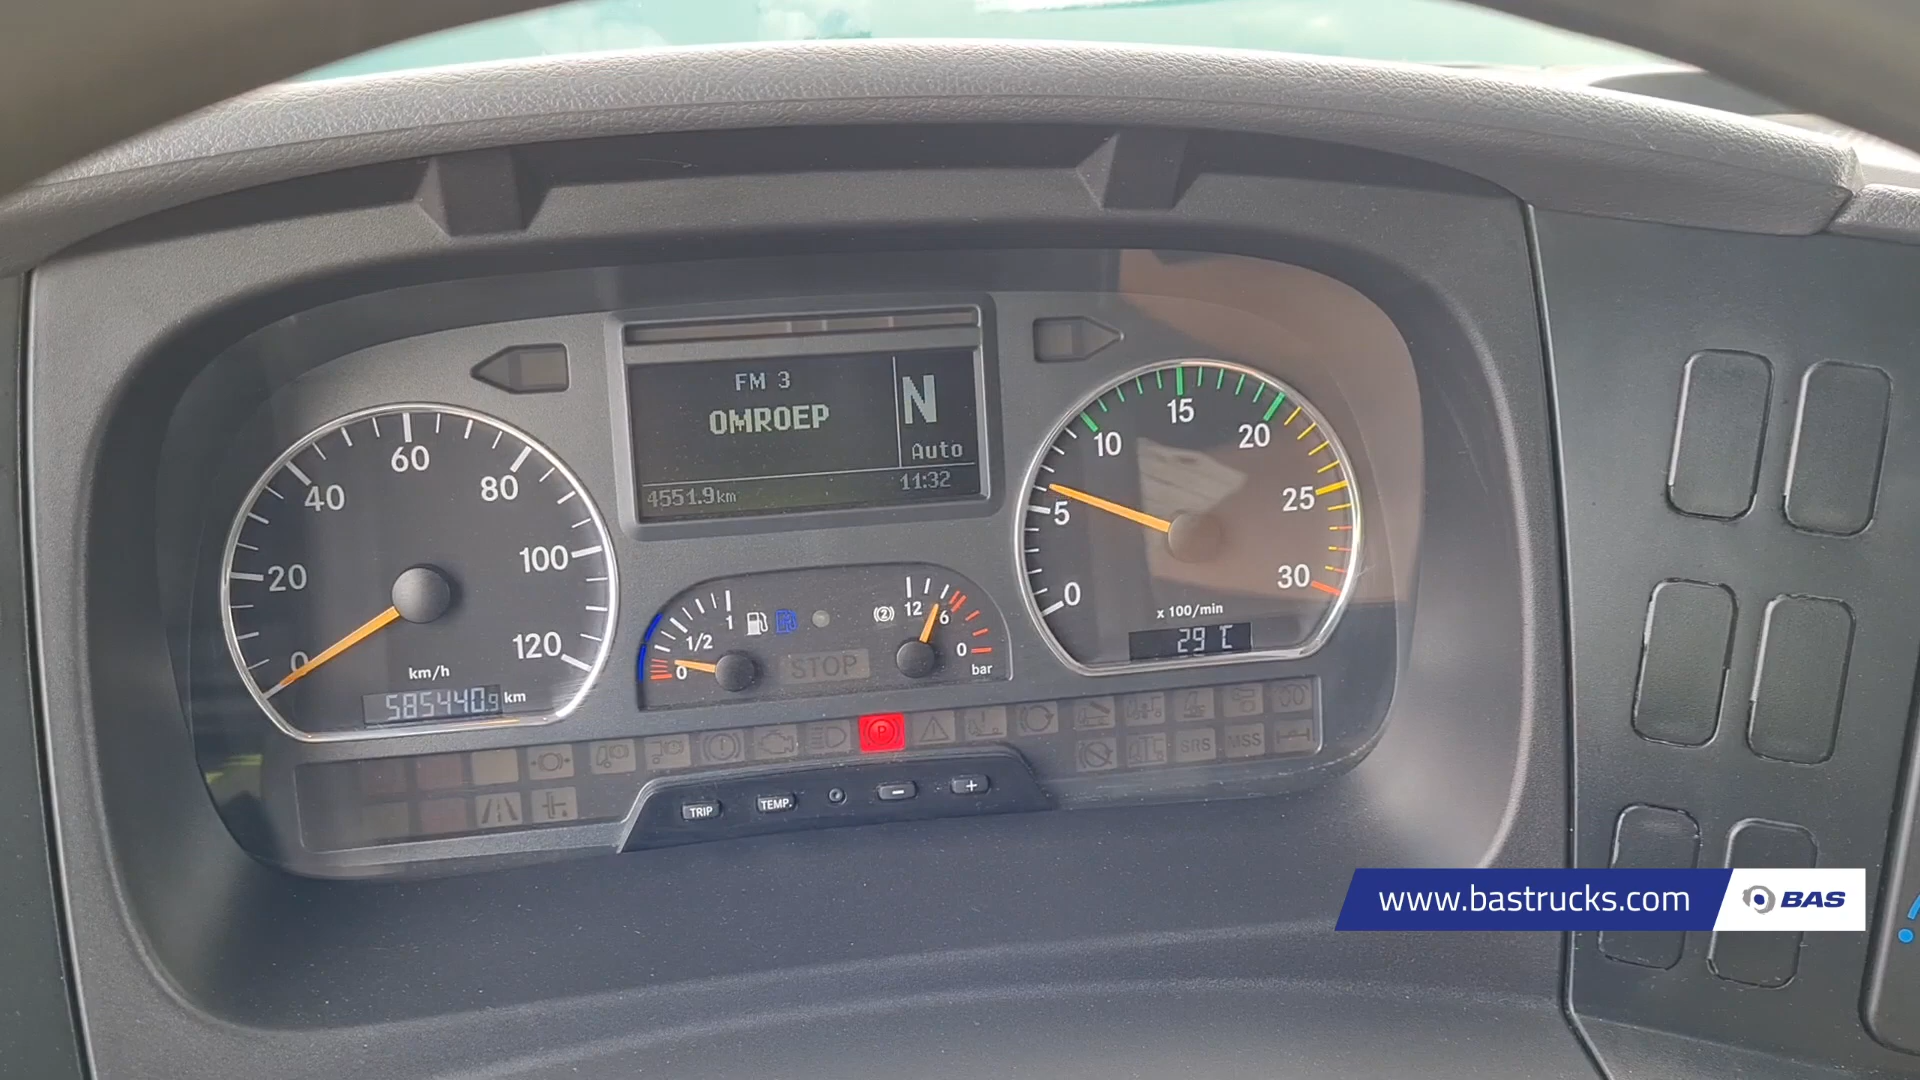 FM 3
OMROEP
N
Auto
4551.9km
11:32
0
20
40
60
80
100
120
km/h
585440.9 km
0
1/2
1
STOP
2
12
6
0
bar
0
5
10
15
20
25
30
x 100/min
29 °C
P
SRS
MSS
TRIP
TEMP.
-
+
www.bastrucks.com
BAS